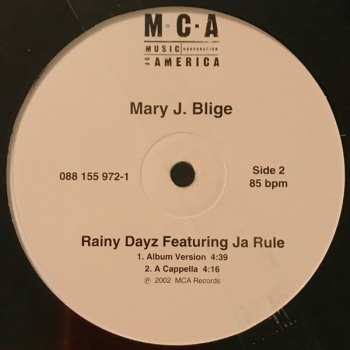 M·C·A
MUSIC CORPORATION
OF AMERICA
Mary J. Blige
088 155 972-1
Side 2
85 bpm
Rainy Dayz Featuring Ja Rule
1. Album Version 4:39
2. A Cappella 4:16
℗ 2002 MCA Records